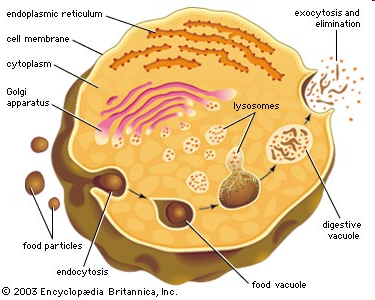 endoplasmic reticulum
cell membrane
cytoplasm
Golgi
apparatus
exocytosis and
elimination
lysosomes
digestive
vacuole
food particles
endocytosis
food vacuole
© 2003 Encyclopædia Britannica, Inc.